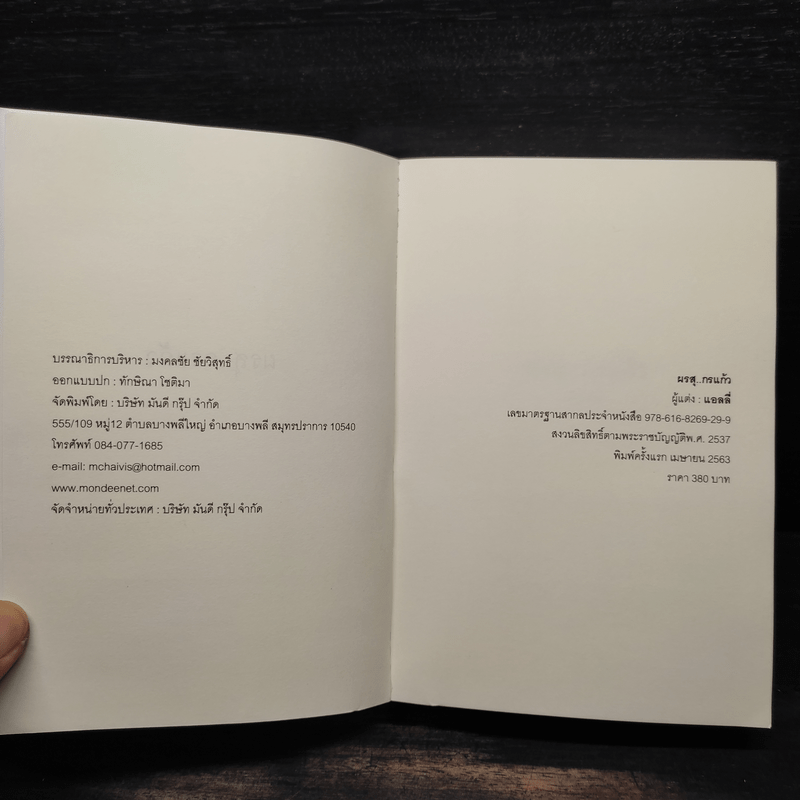 บรรณาธิการบริหาร : มงคลชัย ชัยวิสุทธิ์
ออกแบบปก : ทักษิณา โชติมา
จัดพิมพ์โดย : บริษัท มันดี กรุ๊ป จำกัด
555/109 หมู่12 ตำบลบางพลีใหญ่ อำเภอบางพลี สมุทรปราการ 10540
โทรศัพท์ 084-077-1685
e-mail: mchaivis@hotmail.com
www.mondeenet.com
จัดจำหน่ายทั่วประเทศ : บริษัท มันดี กรุ๊ป จำกัด
ผรสุ..กรแก้ว
ผู้แต่ง : แอลลี่
เลขมาตรฐานสากลประจำหนังสือ 978-616-8269-29-9
สงวนลิขสิทธิ์ตามพระราชบัญญัติพ.ศ. 2537
พิมพ์ครั้งแรก เมษายน 2563
ราคา 380 บาท